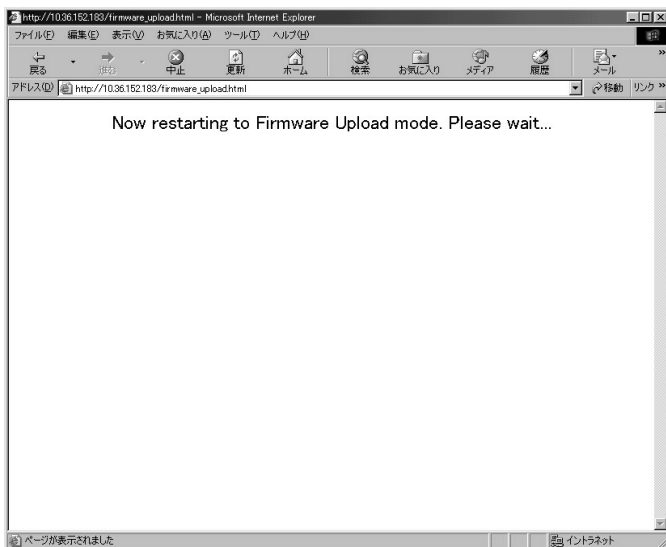 http://10.36.152.183/firmware_upload.html - Microsoft Internet Explorer
ファイル(F) 編集(E) 表示(V) お気に入り(A) ツール(T) ヘルプ(H)
戻る 進む 中止 更新 ホーム 検索 お気に入り メディア 履歴 メール »
アドレス(D) http://10.36.152.183/firmware_upload.html 移動 リンク »
Now restarting to Firmware Upload mode. Please wait...
ページが表示されました イントラネット